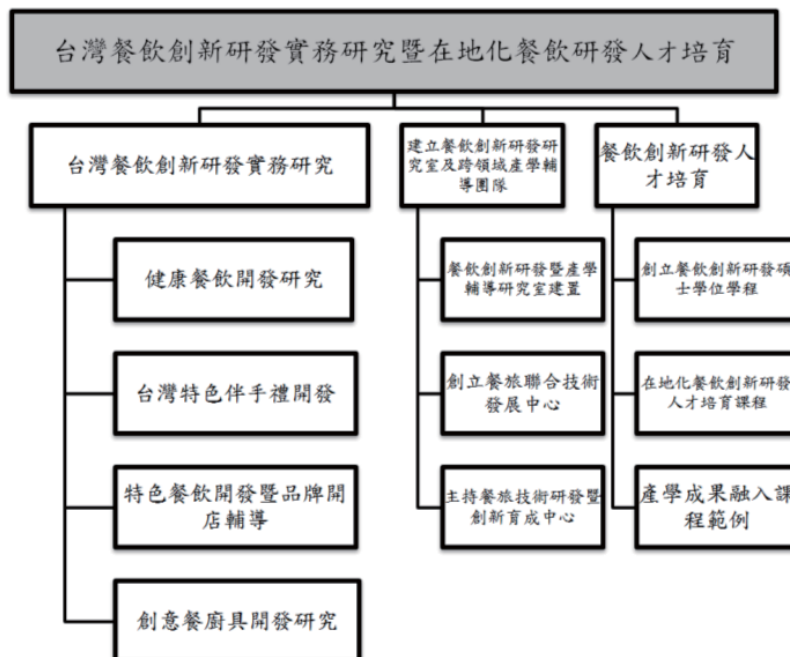 台灣餐飲創新研發實務研究暨在地化餐飲研發人才培育
台灣餐飲創新研發實務研究
建立餐飲創新研發研
究室及跨領域產學輔
導團隊
餐飲創新研發人
才培育
健康餐飲開發研究
餐飲創新研發暨產學
輔導研究室建置
創立餐飲創新研發碩
士學位學程
台灣特色伴手禮開發
創立餐旅聯合技術
發展中心
在地化餐飲創新研發
人才培育課程
特色餐飲開發暨品牌開
店輔導
主持餐旅技術研發暨
創新育成中心
產學成果融入課
程範例
創意餐廚具開發研究